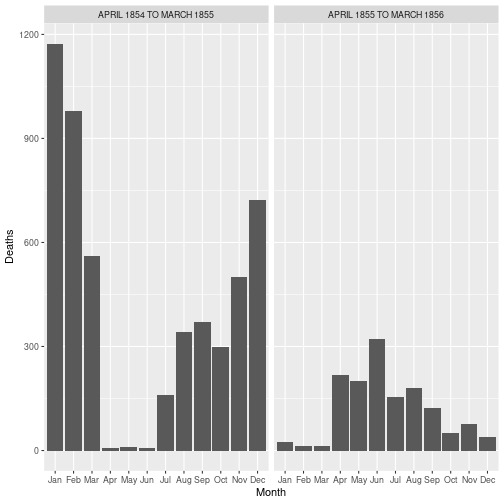 APRIL 1854 TO MARCH 1855 APRIL 1855 TO MARCH 1856
1200
900
600
300
0
Deaths
Jan Feb Mar Apr May Jun Jul Aug Sep Oct Nov Dec Jan Feb Mar Apr May Jun Jul Aug Sep Oct Nov Dec
Month